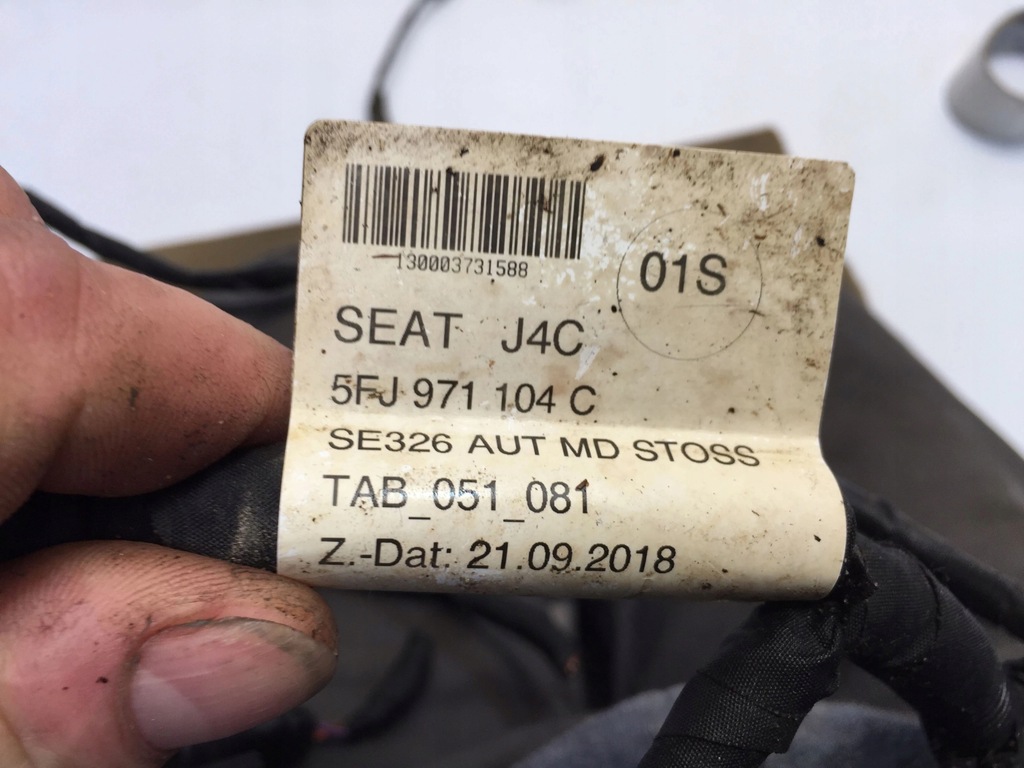 130003731588
01S
SEAT J4C
5FJ 971 104 C
SE326 AUT MD STOSS
TAB_051_081
Z.-Dat: 21.09.2018